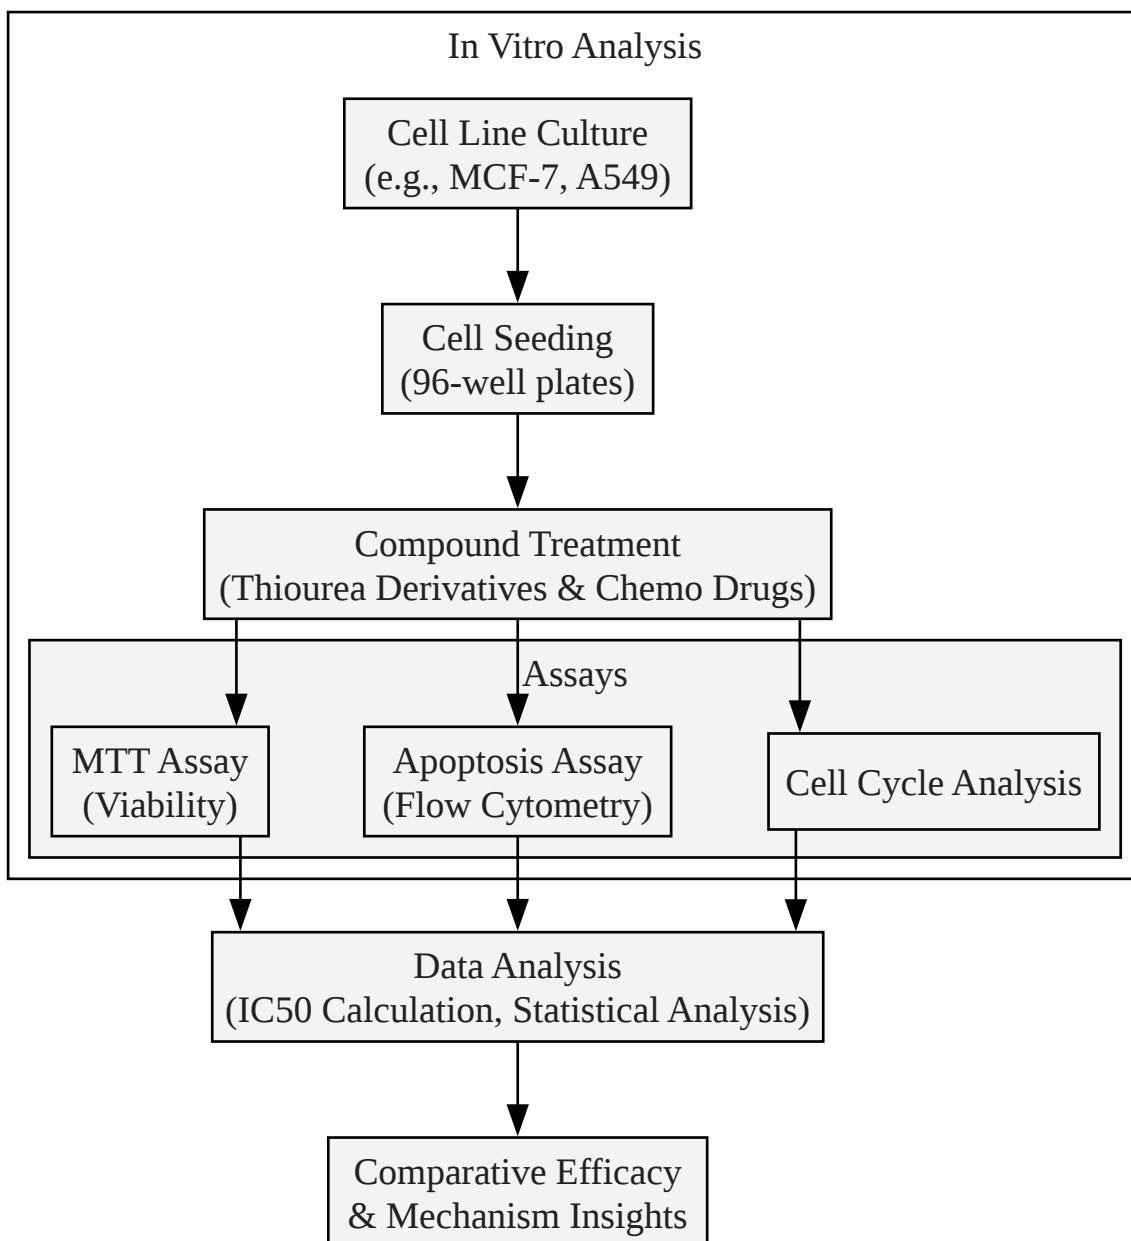 In Vitro Analysis
Cell Line Culture
(e.g., MCF-7, A549)
Cell Seeding
(96-well plates)
Compound Treatment
(Thiourea Derivatives & Chemo Drugs)
Assays
MTT Assay
(Viability)
Apoptosis Assay
(Flow Cytometry)
Cell Cycle Analysis
Data Analysis
(IC50 Calculation, Statistical Analysis)
Comparative Efficacy
& Mechanism Insights